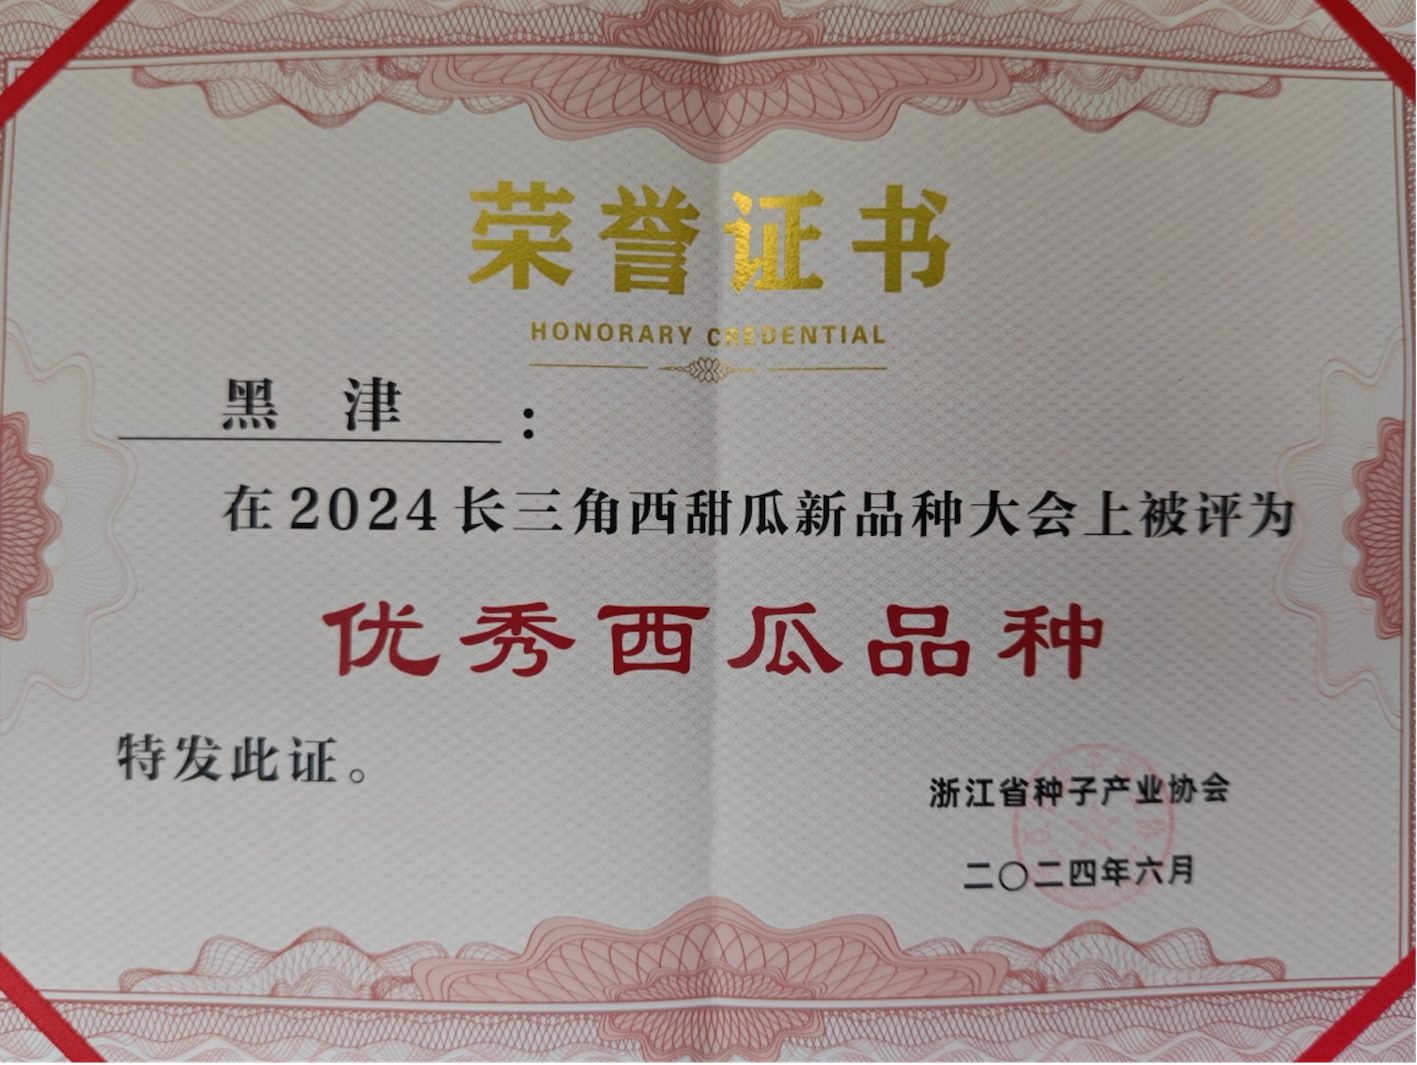 荣誉证书
HONORARY CREDENTIAL
黑 津 ：
在2024长三角西甜瓜新品种大会上被评为
优秀西瓜品种
特发此证。
浙江省种子产业协会
二〇二四年六月